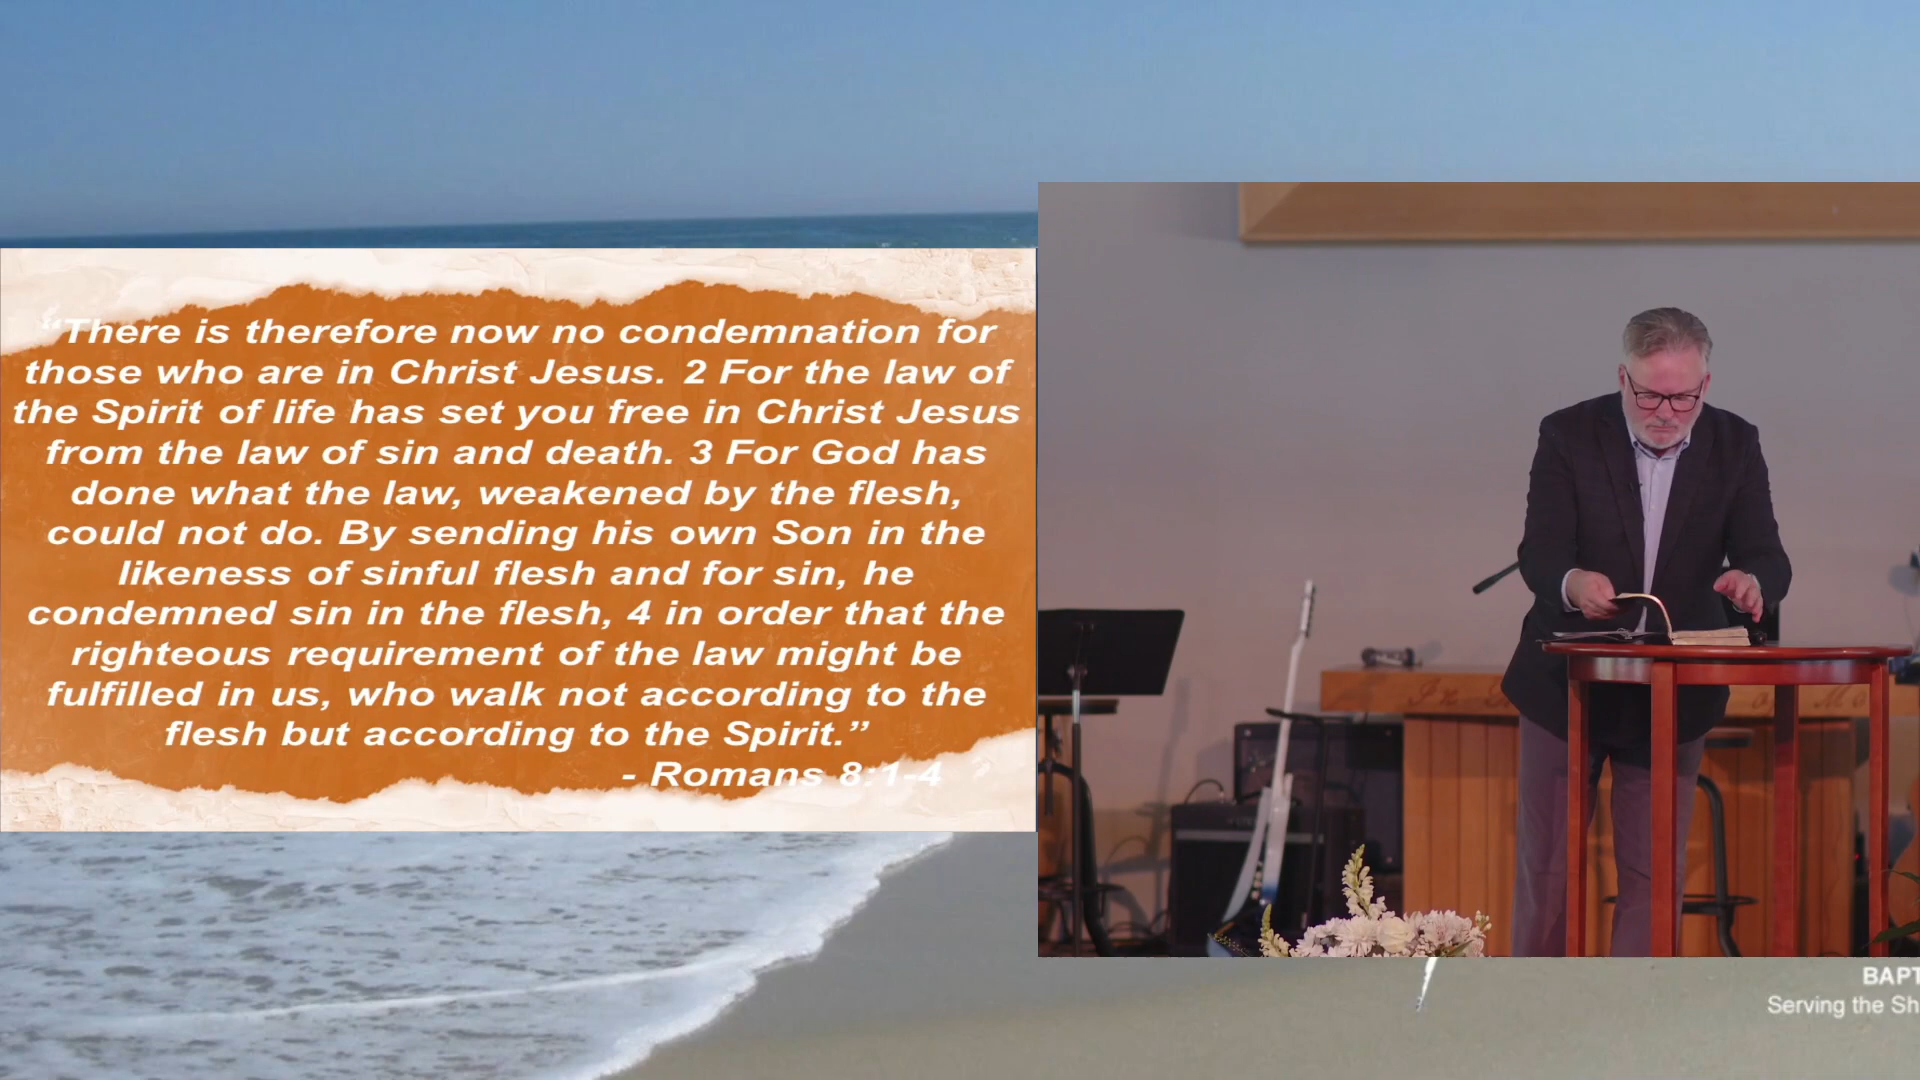 “There is therefore now no condemnation for
those who are in Christ Jesus. 2 For the law of
the Spirit of life has set you free in Christ Jesus
from the law of sin and death. 3 For God has
done what the law, weakened by the flesh,
could not do. By sending his own Son in the
likeness of sinful flesh and for sin, he
condemned sin in the flesh, 4 in order that the
righteous requirement of the law might be
fulfilled in us, who walk not according to the
flesh but according to the Spirit.”
- Romans 8:1-4
In
of M
BAPT
Serving the Sh